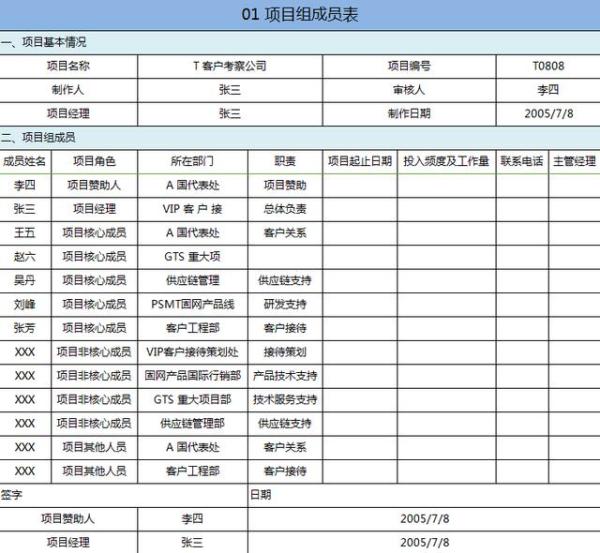 01 项目组成员表
一、项目基本情况
项目名称 T 客户考察公司 项目编号 T0808
制作人 张三 审核人 李四
项目经理 张三 制作日期 2005/7/8
二、项目组成员
成员姓名 项目角色 所在部门 职责 项目起止日期 投入频度及工作量 联系电话 主管经理
李四 项目赞助人 A 国代表处 项目赞助
张三 项目经理 VIP 客 户 接 总体负责
王五 项目核心成员 A 国代表处 客户关系
赵六 项目核心成员 GTS 重大项
吴丹 项目核心成员 供应链管理 供应链支持
刘峰 项目核心成员 PSMT固网产品线 研发支持
张芳 项目核心成员 客户工程部 客户接待
XXX 项目非核心成员 VIP客户接待策划处 接待策划
XXX 项目非核心成员 固网产品国际行销部 产品技术支持
XXX 项目非核心成员 GTS 重大项目部 技术服务支持
XXX 项目非核心成员 供应链管理部 供应链支持
XXX 项目其他人员 A 国代表处 客户关系
XXX 项目其他人员 客户工程部 客户接待
签字 日期
项目赞助人 李四 2005/7/8
项目经理 张三 2005/7/8